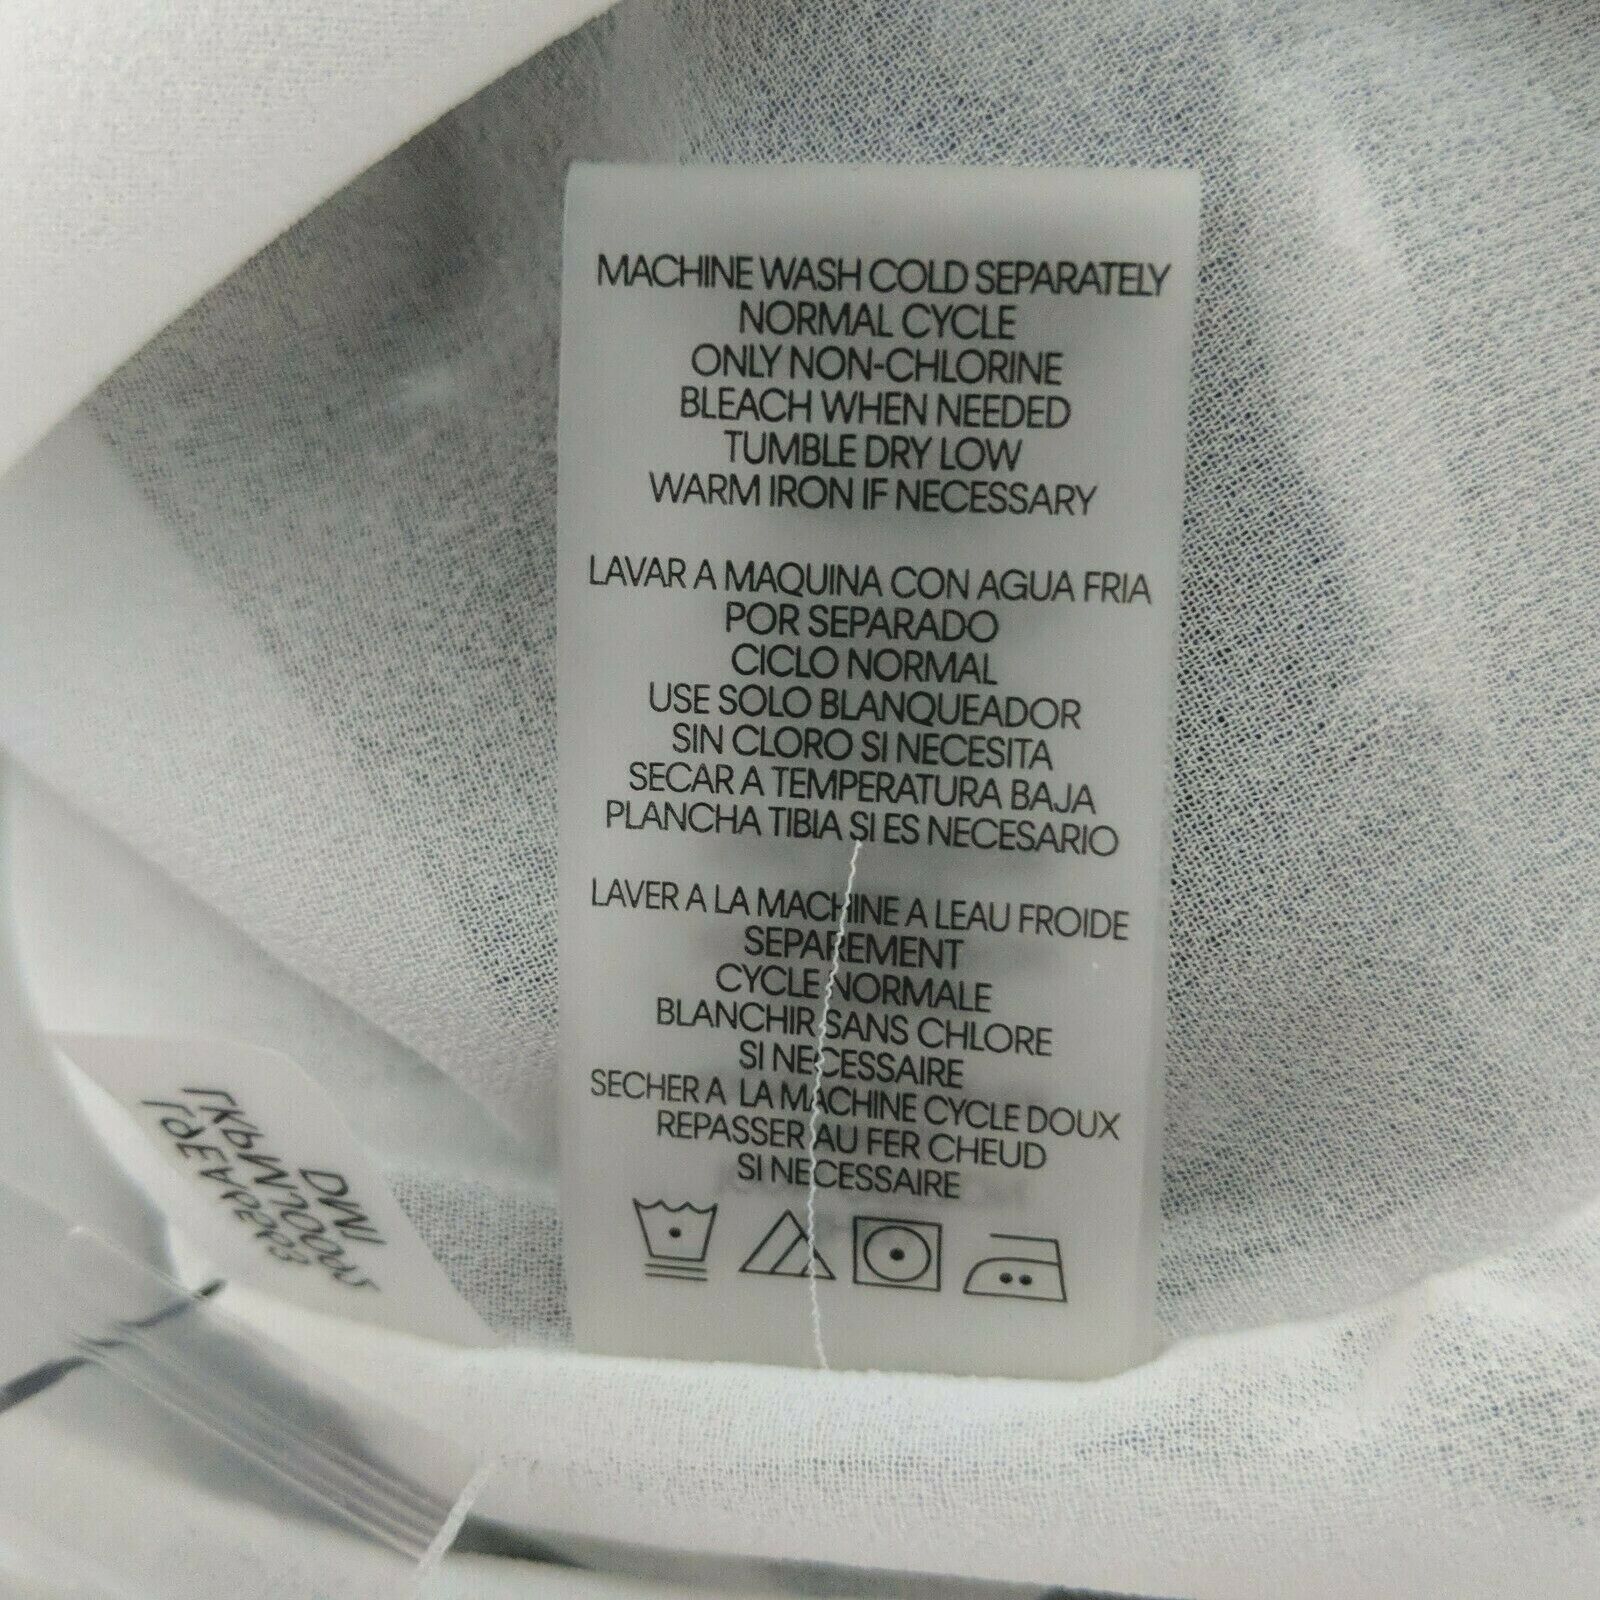 MACHINE WASH COLD SEPARATELY
NORMAL CYCLE
ONLY NON-CHLORINE
BLEACH WHEN NEEDED
TUMBLE DRY LOW
WARM IRON IF NECESSARY
LAVAR A MAQUINA CON AGUA FRIA
POR SEPARADO
CICLO NORMAL
USE SOLO BLANQUEADOR
SIN CLORO SI NECESITA
SECAR A TEMPERATURA BAJA
PLANCHA TIBIA SI ES NECESARIO
LAVER A LA MACHINE A LEAU FROIDE
SEPAREMENT
CYCLE NORMALE
BLANCHIR SANS CHLORE
SI NECESSAIRE
SECHER A LA MACHINE CYCLE DOUX
REPASSER AU FER CHEUD
SI NECESSAIRE